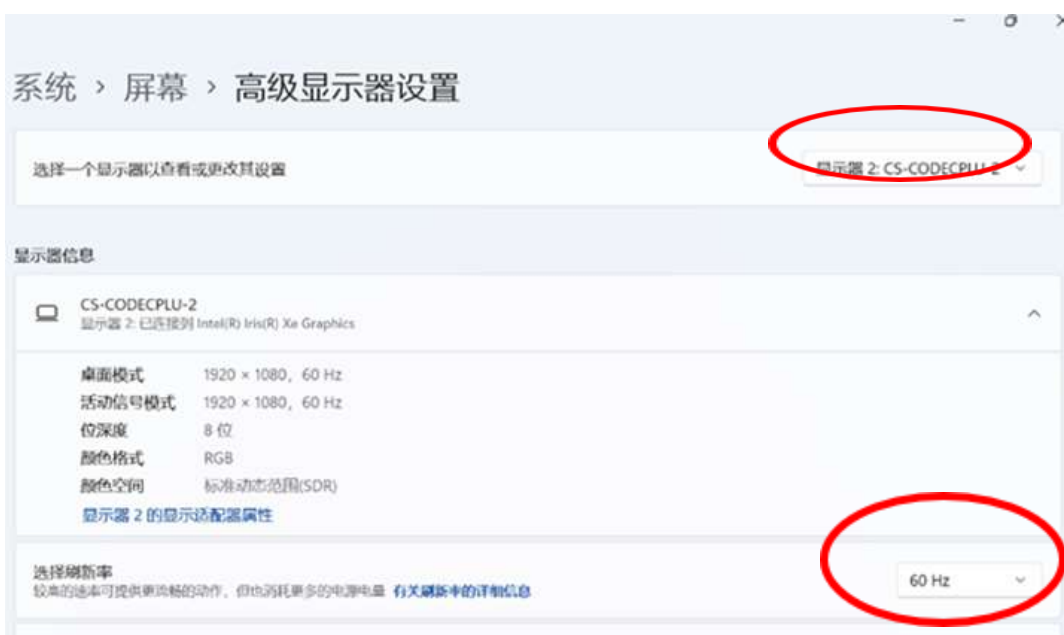 系统 › 屏幕 › 高级显示器设置
选择一个显示器以查看或更改其设置
显示器 2: CS-CODECPLU-2
显示器信息
CS-CODECPLU-2
显示器 2: 已连接到 Intel(R) Iris(R) Xe Graphics
桌面模式 1920 × 1080，60 Hz
活动信号模式 1920 × 1080，60 Hz
位深度 8 位
颜色格式 RGB
颜色空间 标准动态范围(SDR)
显示器 2 的显示适配器属性
选择刷新率
较高的速率可提供更流畅的动作，但也消耗更多的电源电量 有关刷新率的详细信息
60 Hz